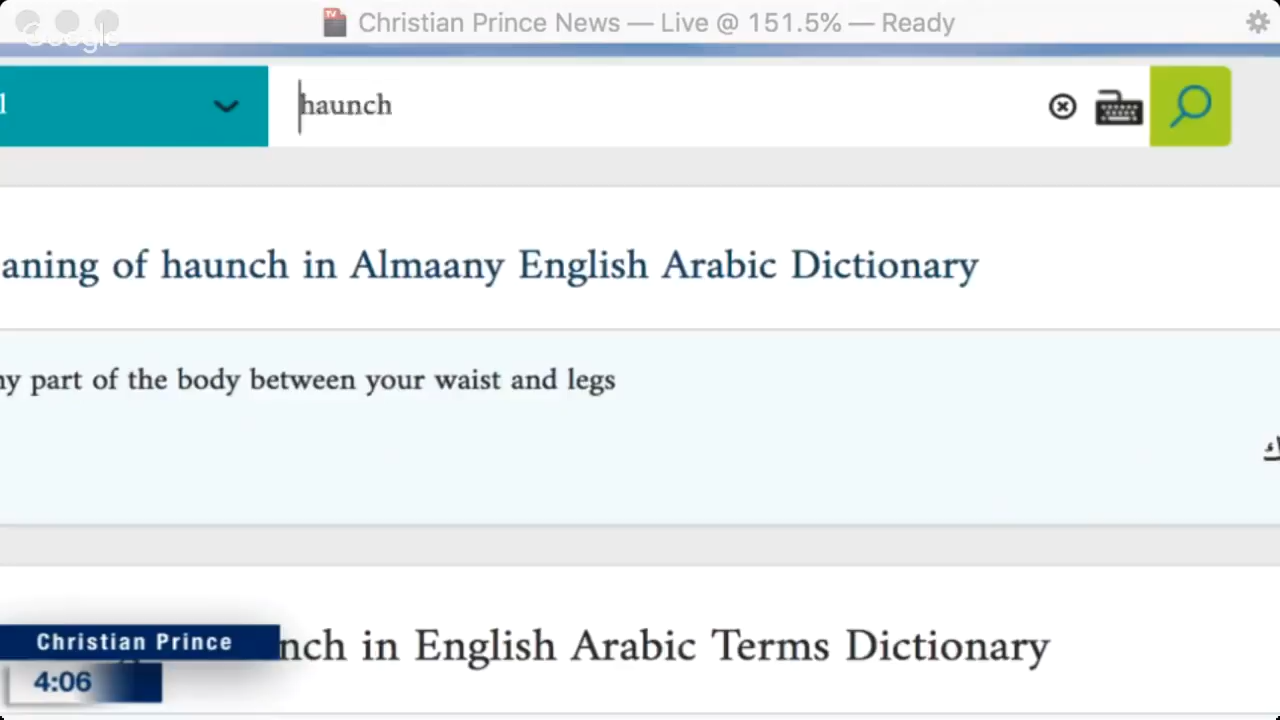 Christian Prince News — Live @ 151.5% — Ready
Google
haunch
aning of haunch in Almaany English Arabic Dictionary
ny part of the body between your waist and legs
nch in English Arabic Terms Dictionary
Christian Prince
4:06